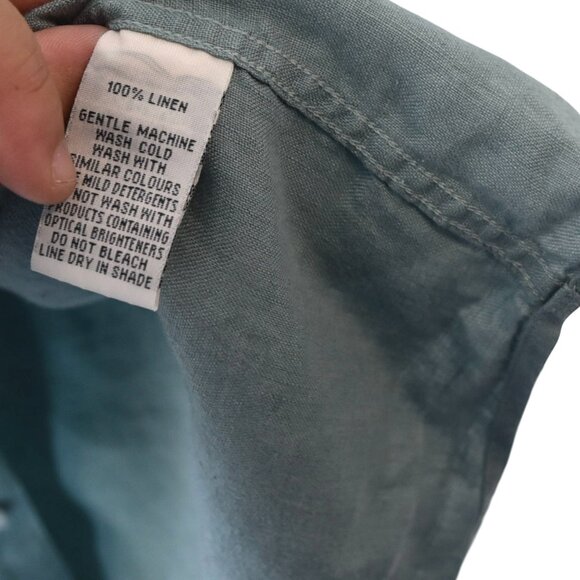 100% LINEN
GENTLE MACHINE
WASH COLD
WASH WITH
SIMILAR COLOURS
MILD DETERGENTS
NOT WASH WITH
PRODUCTS CONTAINING
OPTICAL BRIGHTENERS
DO NOT BLEACH
LINE DRY IN SHADE